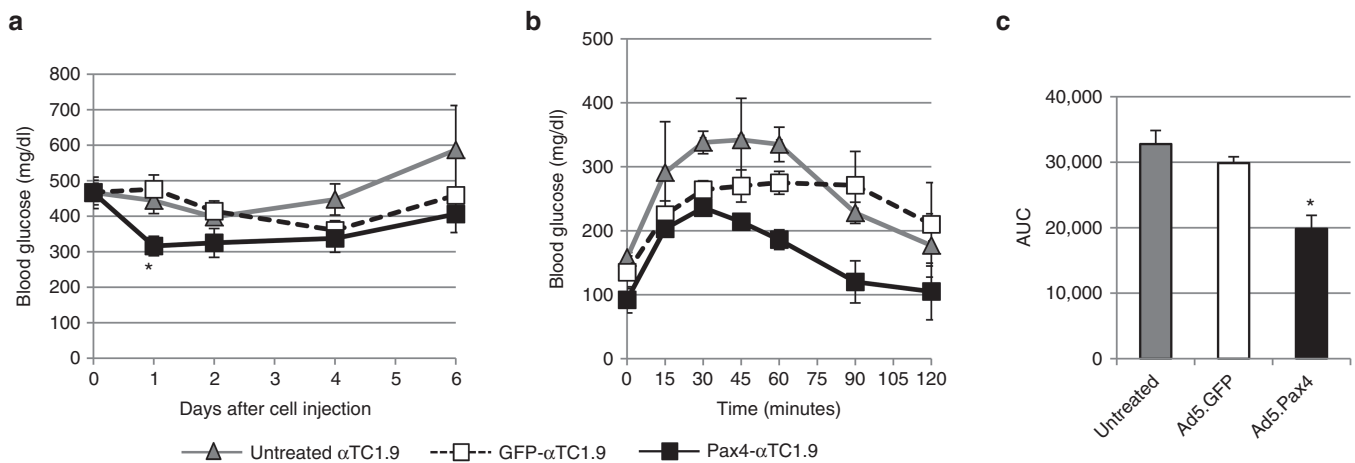 a
b
c
Blood glucose (mg/dl)
800
700
600
500
400
300
200
100
0
*
0 1 2 3 4 5 6
Days after cell injection
Blood glucose (mg/dl)
500
400
300
200
100
0
0 15 30 45 60 75 90 105 120
Time (minutes)
AUC
40,000
30,000
20,000
10,000
0
*
Untreated
Ad5.GFP
Ad5.Pax4
Untreated αTC1.9 GFP-αTC1.9 Pax4-αTC1.9